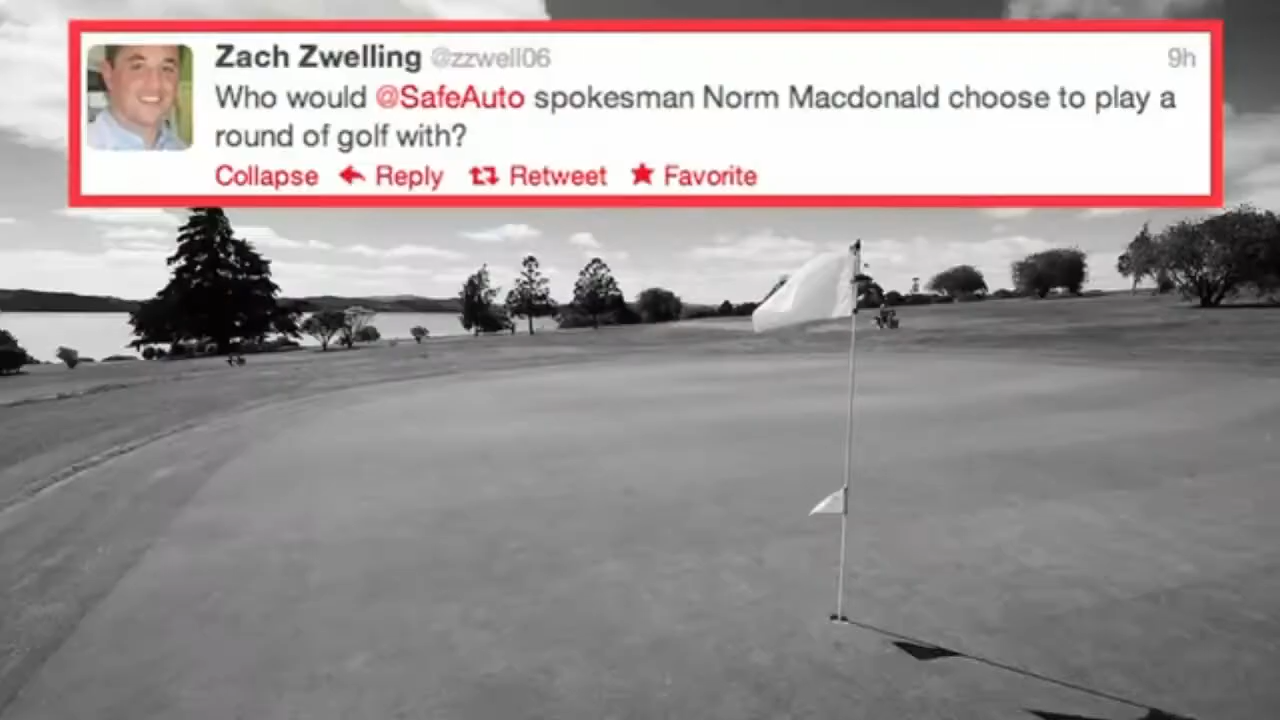 Zach Zwelling @zzwell06 9h
Who would @SafeAuto spokesman Norm Macdonald choose to play a
round of golf with?
Collapse Reply Retweet Favorite